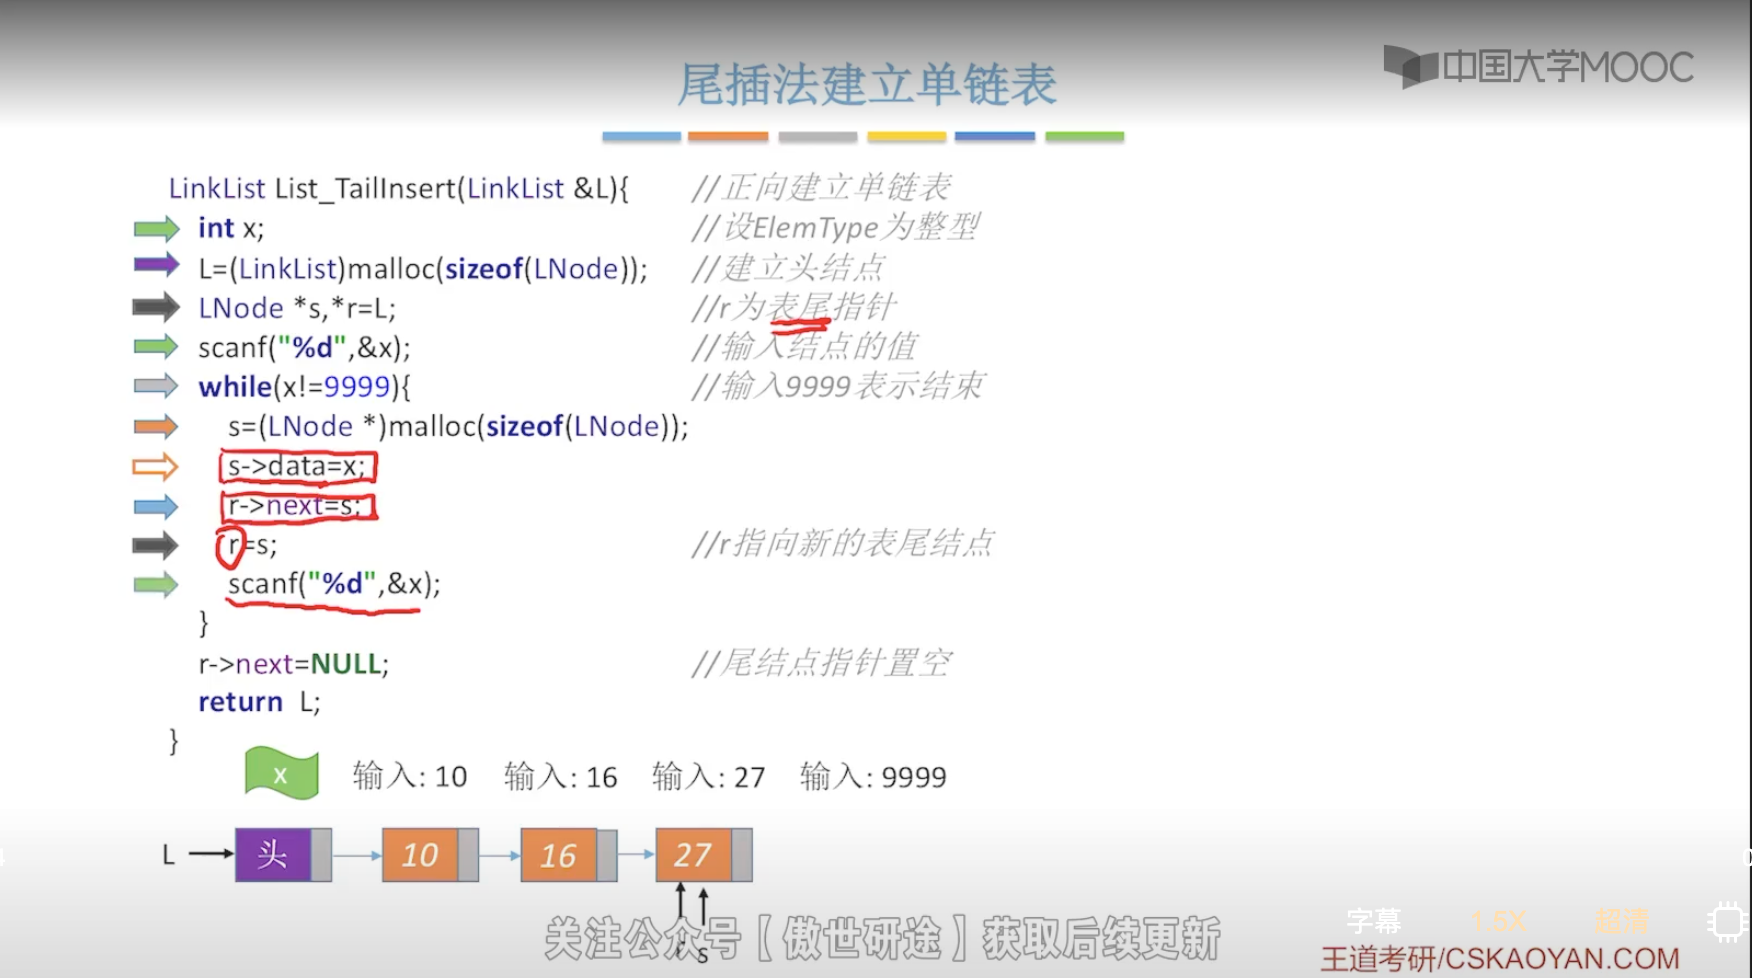 中国大学MOOC
尾插法建立单链表
LinkList List_TailInsert(LinkList &L){ //正向建立单链表
int x; //设ElemType为整型
L=(LinkList)malloc(sizeof(LNode)); //建立头结点
LNode *s,*r=L; //r为表尾指针
scanf("%d",&x); //输入结点的值
while(x!=9999){ //输入9999表示结束
s=(LNode *)malloc(sizeof(LNode));
s->data=x;
r->next=s;
r=s; //r指向新的表尾结点
scanf("%d",&x);
}
r->next=NULL; //尾结点指针置空
return L;
}
x 输入: 10 输入: 16 输入: 27 输入: 9999
L 头 10 16 27
关注公众号【傲世研途】获取后续更新
s
字幕 1.5X 超清
王道考研/CSKAOYAN.COM